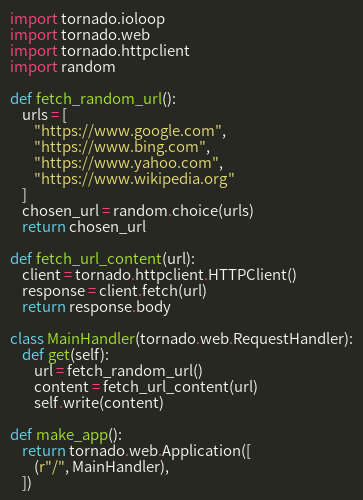 import tornado.ioloop
import tornado.web
import tornado.httpclient
import random

def fetch_random_url():
    urls = [
        "https://www.google.com",
        "https://www.bing.com",
        "https://www.yahoo.com",
        "https://www.wikipedia.org"
    ]
    chosen_url = random.choice(urls)
    return chosen_url

def fetch_url_content(url):
    client = tornado.httpclient.HTTPClient()
    response = client.fetch(url)
    return response.body

class MainHandler(tornado.web.RequestHandler):
    def get(self):
        url = fetch_random_url()
        content = fetch_url_content(url)
        self.write(content)

def make_app():
    return tornado.web.Application([
        (r"/", MainHandler),
    ])